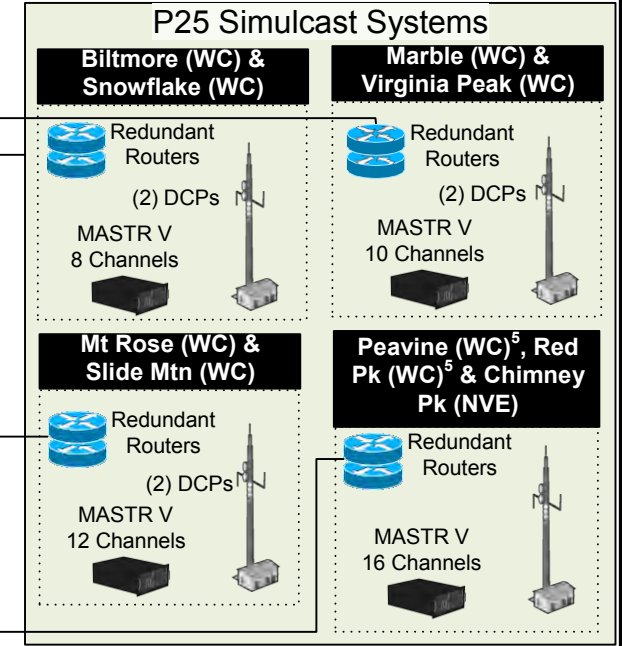 P25 Simulcast Systems
Biltmore (WC) &
Snowflake (WC)
Redundant
Routers
(2) DCPs
MASTR V
8 Channels
Marble (WC) &
Virginia Peak (WC)
Redundant
Routers
(2) DCPs
MASTR V
10 Channels
Mt Rose (WC) &
Slide Mtn (WC)
Redundant
Routers
(2) DCPs
MASTR V
12 Channels
Peavine (WC)⁵, Red
Pk (WC)⁵ & Chimney
Pk (NVE)
Redundant
Routers
MASTR V
16 Channels